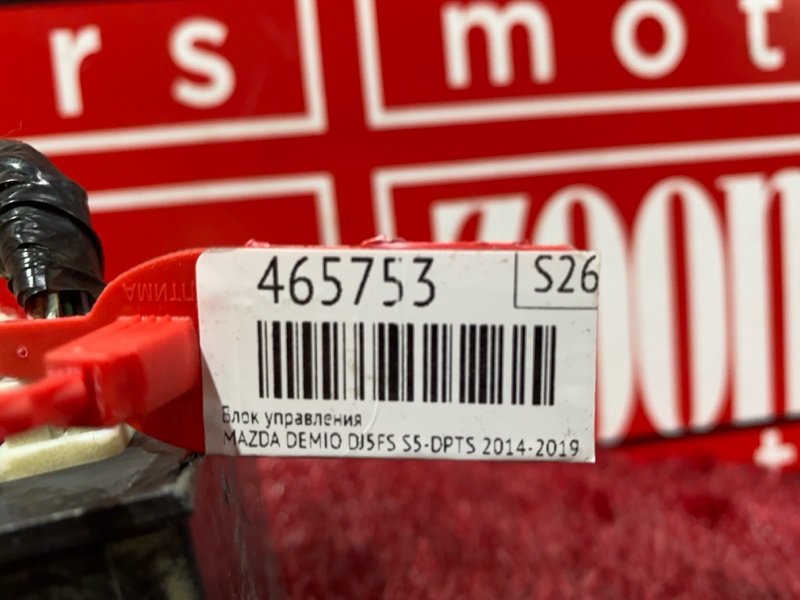 rs mot
zoom
465753
S26
Блок управления
MAZDA DEMIO DJ5FS S5-DPTS 2014-2019